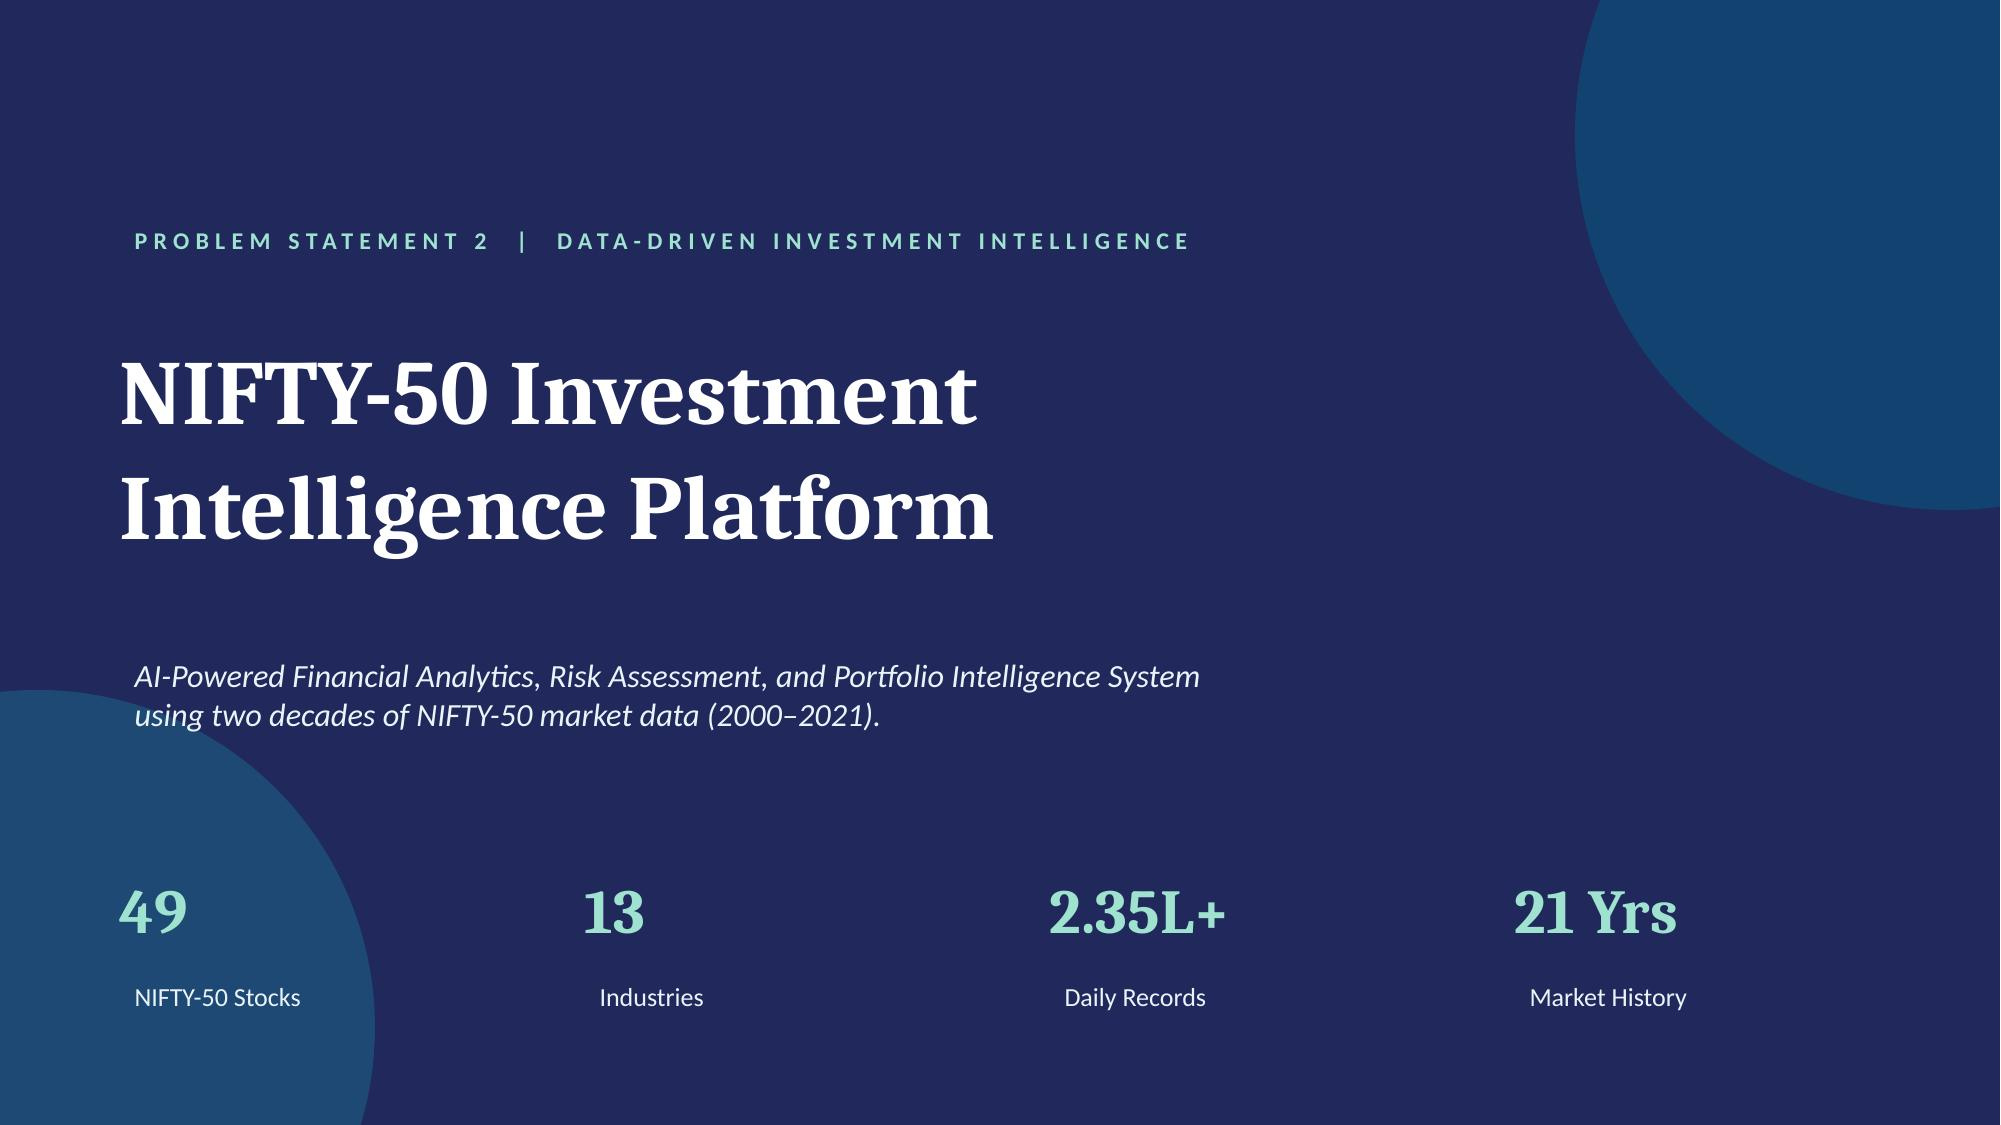 PROBLEM STATEMENT 2 | DATA-DRIVEN INVESTMENT INTELLIGENCE
NIFTY-50 Investment
Intelligence Platform
AI-Powered Financial Analytics, Risk Assessment, and Portfolio Intelligence System
using two decades of NIFTY-50 market data (2000–2021).
49
NIFTY-50 Stocks
13
Industries
2.35L+
Daily Records
21 Yrs
Market History